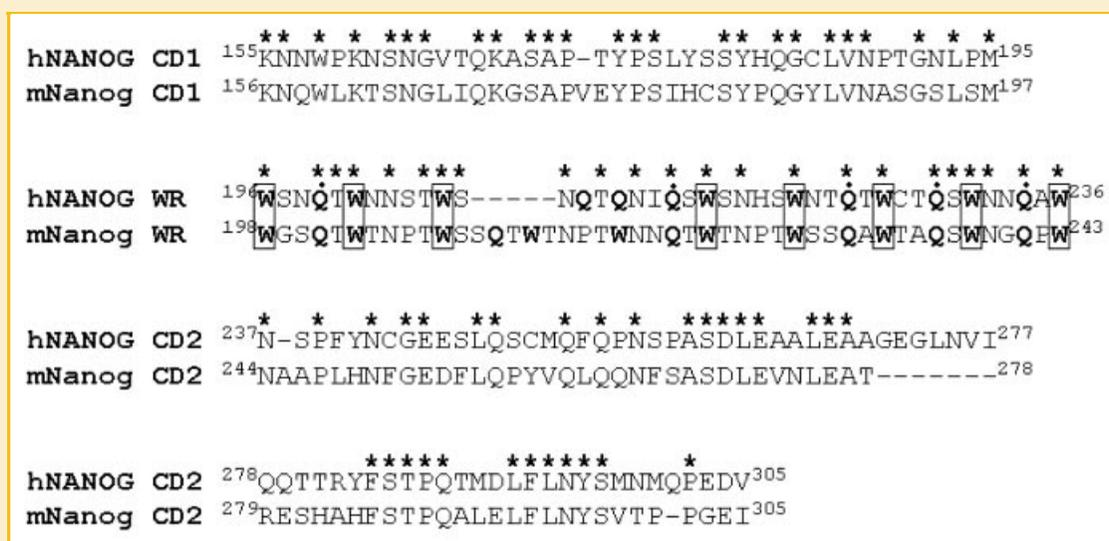 ** * * *** ** *** *** ** ** *** * * *
hNANOG CD1 155KNNWPKNSNGVTQKASAP-TYPSLYSSYHQGCLVNPTGNLPM195
mNanog CD1 156KNQWLKTSNGLIQKGSAPVEYPSIHCSYPQGYLVNASGSLSM197
* *** * *** * * * * * * * * * **** * *
hNANOG WR 196WSNQTWNNSTWS-----NQTQNIQSWSNHSWNTQTWCTQSWNNQAW236
mNanog WR 198WGSQTWTNPTWSSQTWTNPTWNNQTWTNPTWSSQAWTAQSWNGQPW243
* * * ** ** * * * ***** ***
hNANOG CD2 237N-SPFYNCGEESLQSCMQFQPNSPASDLEAALEAAGEGLNVI277
mNanog CD2 244NAAPLHNFGEDFLQPYVQLQQNFSASDLEVNLEAT-------278
***** ****** *
hNANOG CD2 278QQTTRYFSTPQTMDLFLNYSMNMQPEDV305
mNanog CD2 279RESHAHFSTPQALELFLNYSVTP-PGEI305